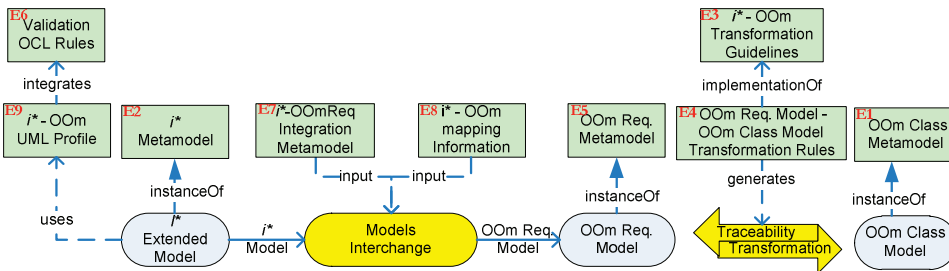 E6
Validation
OCL Rules
E3
i* - OOm
Transformation
Guidelines
integrates
implementationOf
E9
i* - OOm
UML Profile
E2
i*
Metamodel
E7
i*-OOmReq
Integration
Metamodel
E8
i* - OOm
mapping
Information
E5
OOm Req.
Metamodel
E4
OOm Req. Model -
OOm Class Model
Transformation Rules
E1
OOm Class
Metamodel
instanceOf
input
input
instanceOf
generates
instanceOf
uses
i*
Extended
Model
i*
Model
Models
Interchange
OOm Req.
Model
OOm Req.
Model
Traceability
Transformation
OOm Class
Model